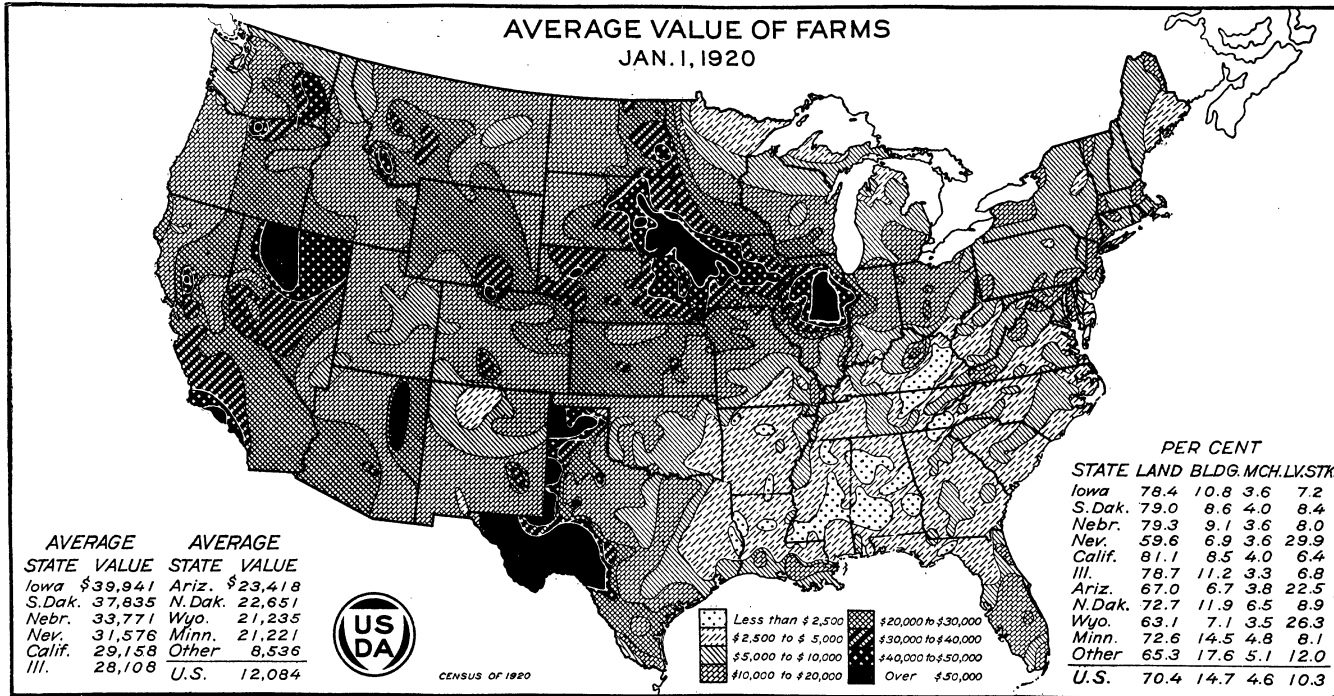 AVERAGE VALUE OF FARMS
JAN. 1, 1920
AVERAGE AVERAGE
STATE VALUE STATE VALUE
Iowa $39,941 Ariz. $23,418
S.Dak. 37,835 N.Dak. 22,651
Nebr. 33,771 Wyo. 21,235
Nev. 31,576 Minn. 21,221
Calif. 29,158 Other 8,536
Ill. 28,108 U.S. 12,084
US
DA
CENSUS OF 1920
Less than $2,500 $20,000 to $30,000
$2,500 to $5,000 $30,000 to $40,000
$5,000 to $10,000 $40,000 to $50,000
$10,000 to $20,000 Over $50,000
PER CENT
STATE LAND BLDG. MCH. LV.STK
Iowa 78.4 10.8 3.6 7.2
S.Dak. 79.0 8.6 4.0 8.4
Nebr. 79.3 9.1 3.6 8.0
Nev. 59.6 6.9 3.6 29.9
Calif. 81.1 8.5 4.0 6.4
Ill. 78.7 11.2 3.3 6.8
Ariz. 67.0 6.7 3.8 22.5
N.Dak. 72.7 11.9 6.5 8.9
Wyo. 63.1 7.1 3.5 26.3
Minn. 72.6 14.5 4.8 8.1
Other 65.3 17.6 5.1 12.0
U.S. 70.4 14.7 4.6 10.3